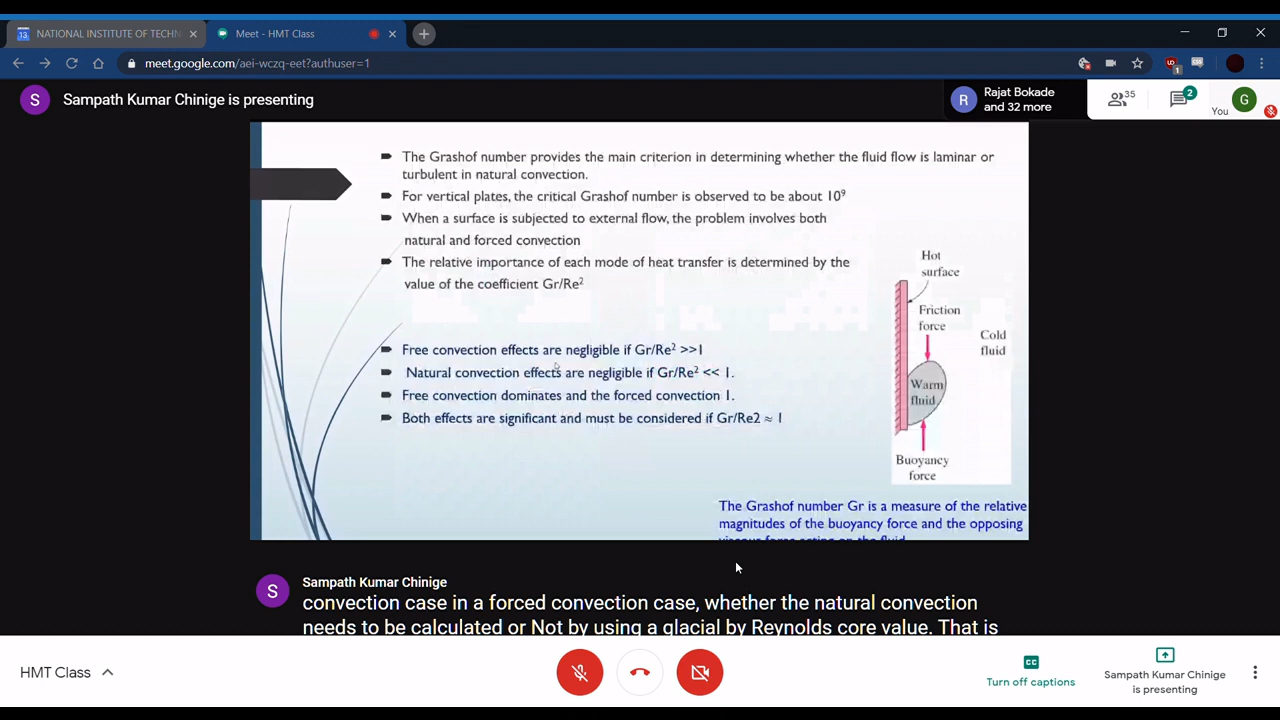 13
NATIONAL INSTITUTE OF TECHN
Meet - HMT Class
meet.google.com/aei-wczq-eet?authuser=1
1
S
Sampath Kumar Chinige is presenting
R
Rajat Bokade
and 32 more
35
2
You
G
The Grashof number provides the main criterion in determining whether the fluid flow is laminar or
turbulent in natural convection.
For vertical plates, the critical Grashof number is observed to be about 10⁹
When a surface is subjected to external flow, the problem involves both
natural and forced convection
The relative importance of each mode of heat transfer is determined by the
value of the coefficient Gr/Re²
Free convection effects are negligible if Gr/Re² >>1
Natural convection effects are negligible if Gr/Re² << 1.
Free convection dominates and the forced convection 1.
Both effects are significant and must be considered if Gr/Re2 ≈ 1
Hot
surface
Friction
force
Cold
fluid
Warm
fluid
Buoyancy
force
The Grashof number Gr is a measure of the relative
magnitudes of the buoyancy force and the opposing
viscous force acting on the fluid
S
Sampath Kumar Chinige
convection case in a forced convection case, whether the natural convection
needs to be calculated or Not by using a glacial by Reynolds core value. That is
HMT Class
CC
Turn off captions
Sampath Kumar Chinige
is presenting